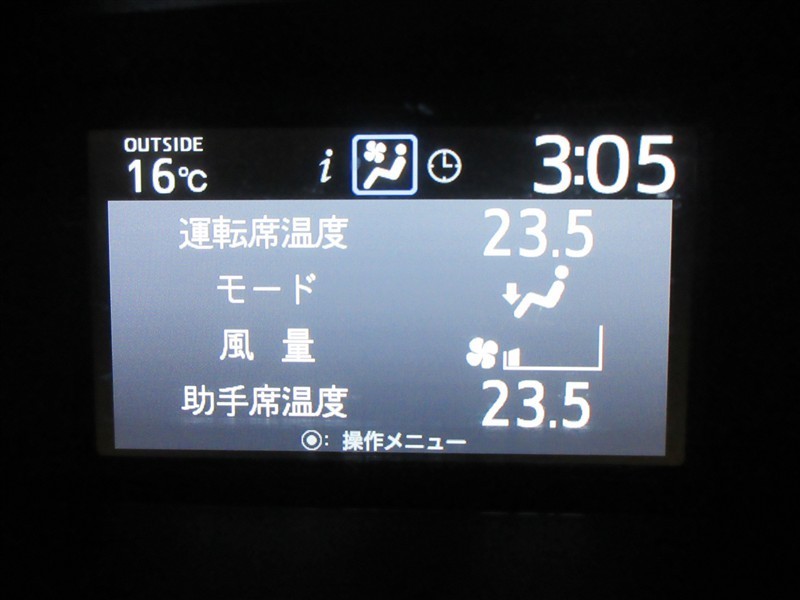 OUTSIDE
16℃ i 3:05
運転席温度 23.5
モード
風量
助手席温度 23.5
◉: 操作メニュー